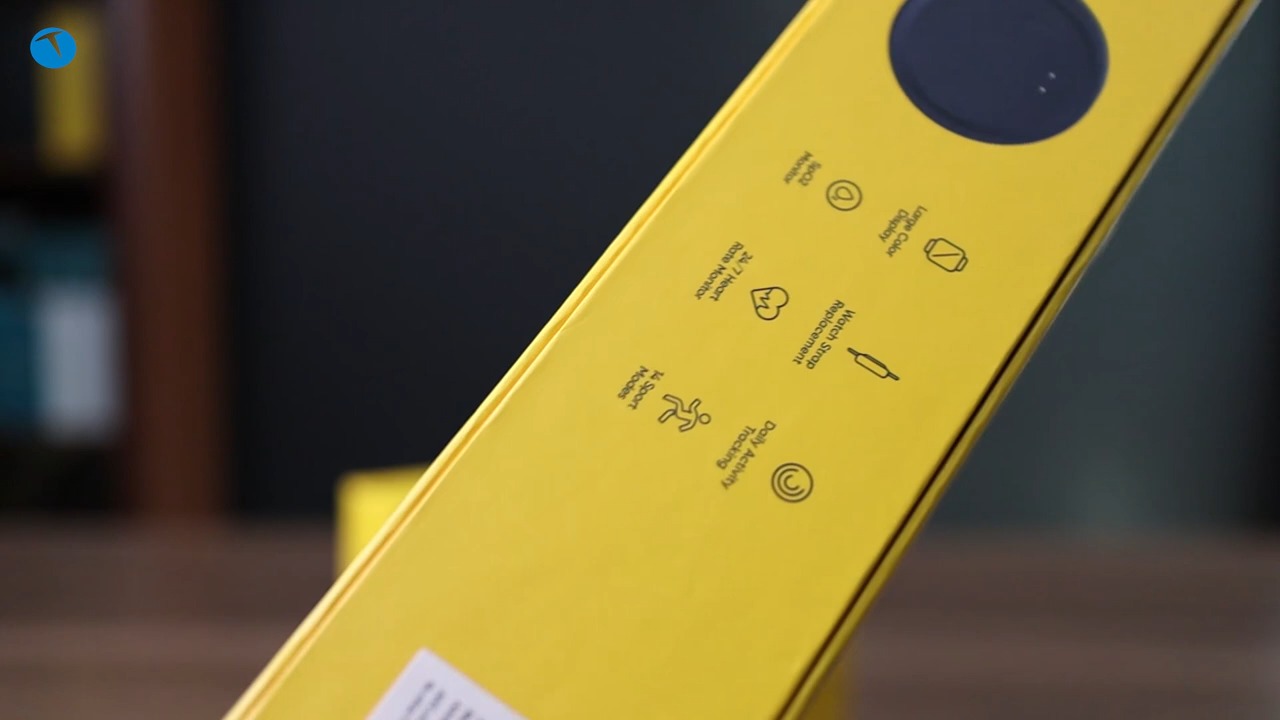 Large Color
Display
Watch Strap
Replacement
Daily Activity
Tracking
SpO2
Monitor
24/7 Heart
Rate Monitor
14 Sport
Modes